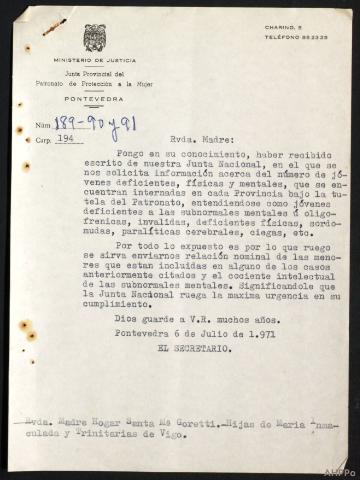 CHARINO, 5
TELÉFONO 852325
MINISTERIO DE JUSTICIA
Junta Provincial del
Patronato de Protección a la Mujer
PONTEVEDRA
Núm 189-90 y 91
Carp. 194
Rvda. Madre:
Pongo en su conocimiento, haber recibido
escrito de nuestra Junta Nacional, en el que se
nos solicita información acerca del número de jó-
venes deficientes, físicas y mentales, que se en-
cuentran internadas en cada Provincia bajo la tu-
tela del Patronato, entendiendose como jóvenes
deficientes a las subnormales mentales ú oligo-
frenicas, invalidas, deficientes físicas, sordo-
mudas, paralíticas cerebrales, ciegas, etc.
Por todo lo expuesto es por lo que ruego
se sirva enviarnos relación nominal de las meno-
res que estan incluidas en alguno de los casos
anteriormente citados y el cociente intelectual
de las subnormales mentales. Significandole que
la Junta Nacional ruega la maxima urgencia en su
cumplimiento.
Dios guarde a V.R. muchos años.
Pontevedra 6 de Julio de 1.971
EL SECRETARIO.
Rvda. Madre Hogar Santa Mª Goretti.-Hijas de Maria Inma-
culada y Trinitarias de Vigo.
AHPPo